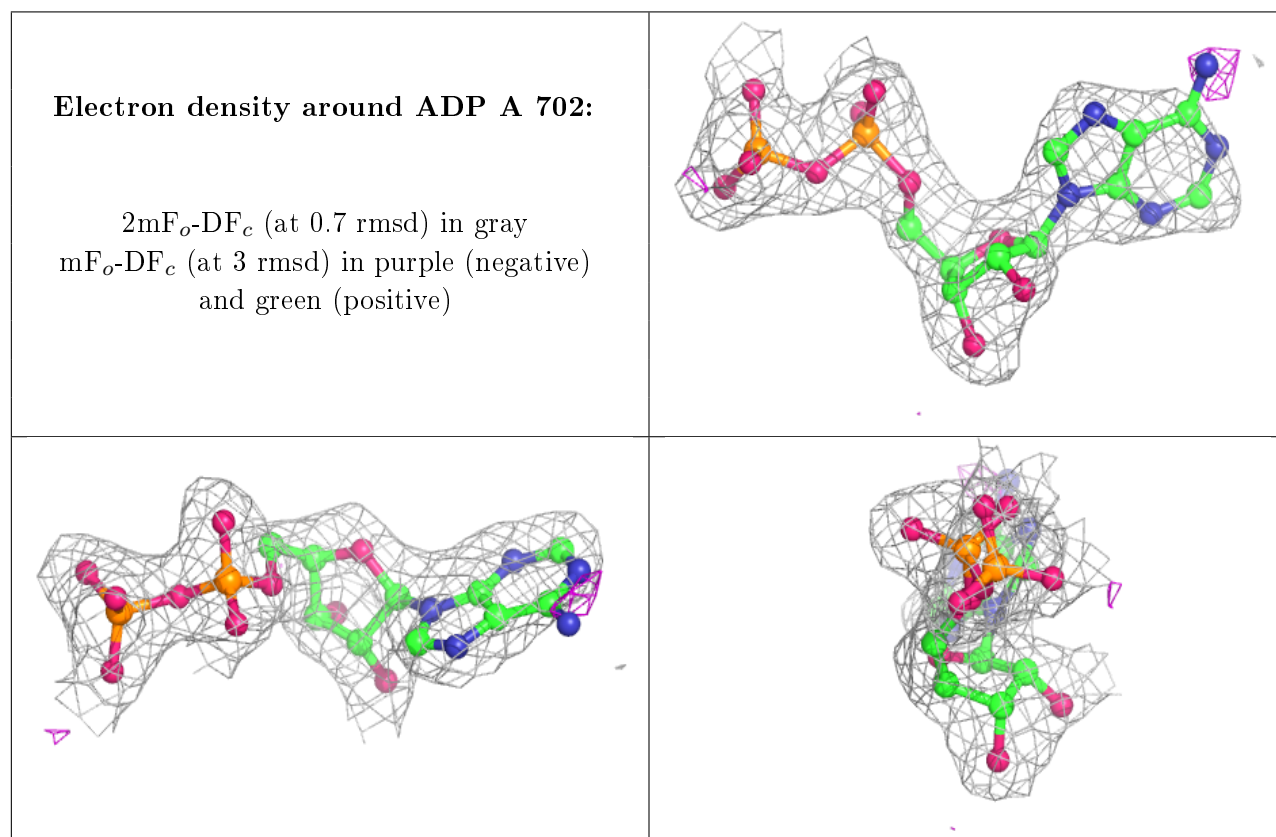 Electron density around ADP A 702:
2mFₒ-DF𝒸 (at 0.7 rmsd) in gray
mFₒ-DF𝒸 (at 3 rmsd) in purple (negative)
and green (positive)